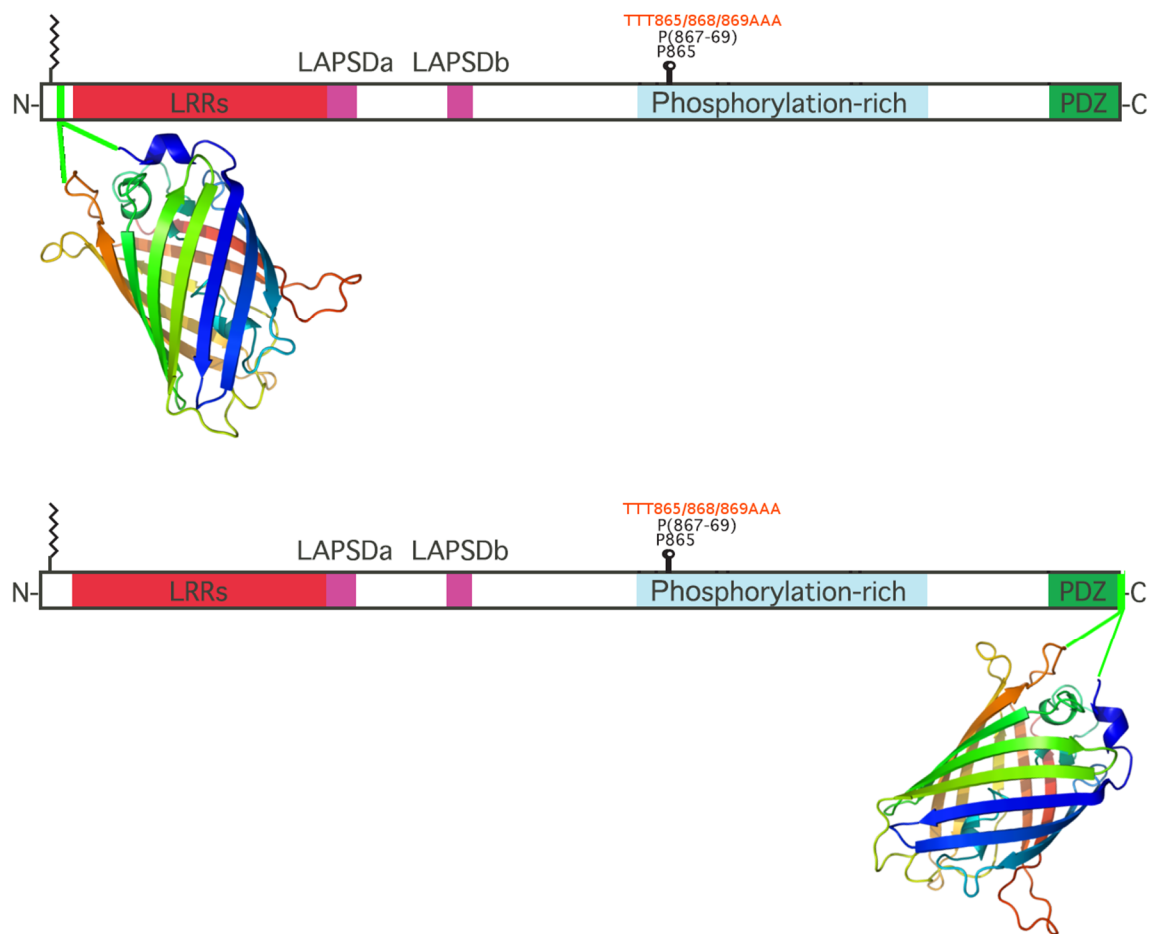 TTT865/868/869AAA
P(867-69)
P865
LAPSDa LAPSDb
N- LRRs Phosphorylation-rich PDZ -C
TTT865/868/869AAA
P(867-69)
P865
LAPSDa LAPSDb
N- LRRs Phosphorylation-rich PDZ -C